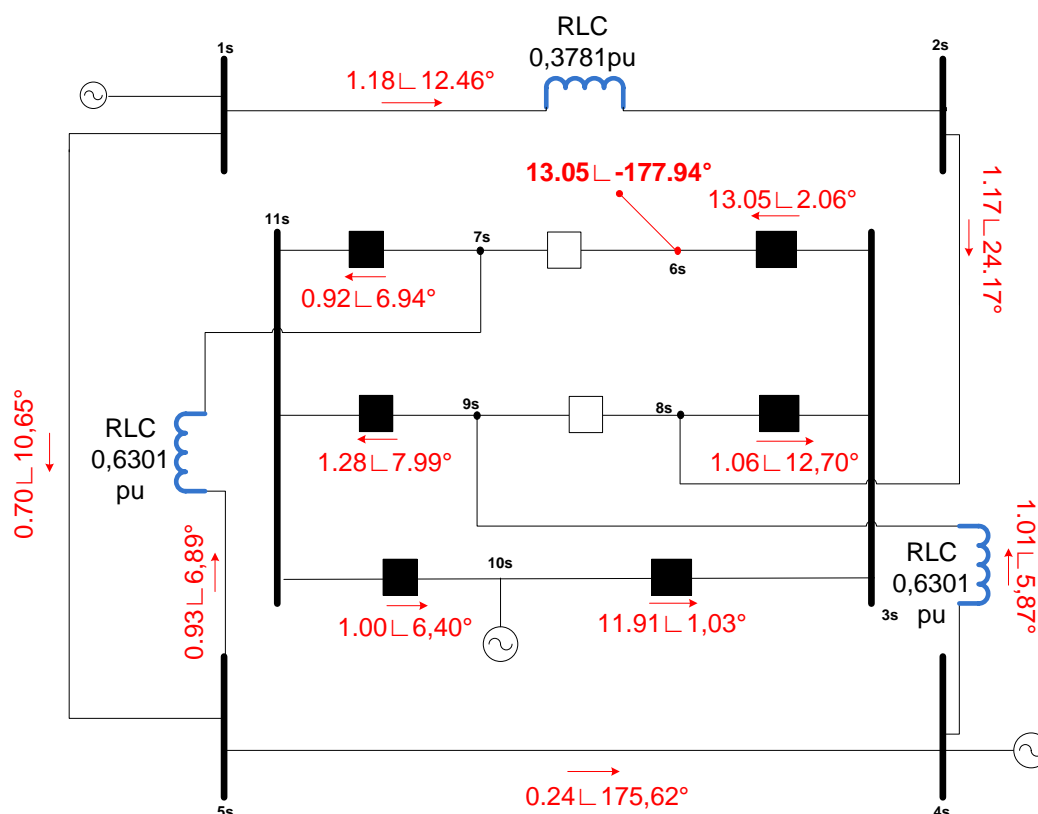 RLC
0,3781pu
1s
2s
1.18∟12.46°
13.05∟-177.94°
13.05∟2.06°
1.17∟24.17°
11s
7s
6s
0.92∟6.94°
RLC
0,6301
pu
9s
8s
1.28∟7.99°
1.06∟12,70°
0.70∟10,65°
0.93∟6,89°
10s
RLC
0,6301
pu
1.01∟5,87°
3s
1.00∟6,40°
11.91∟1,03°
0.24∟175,62°
5s
4s